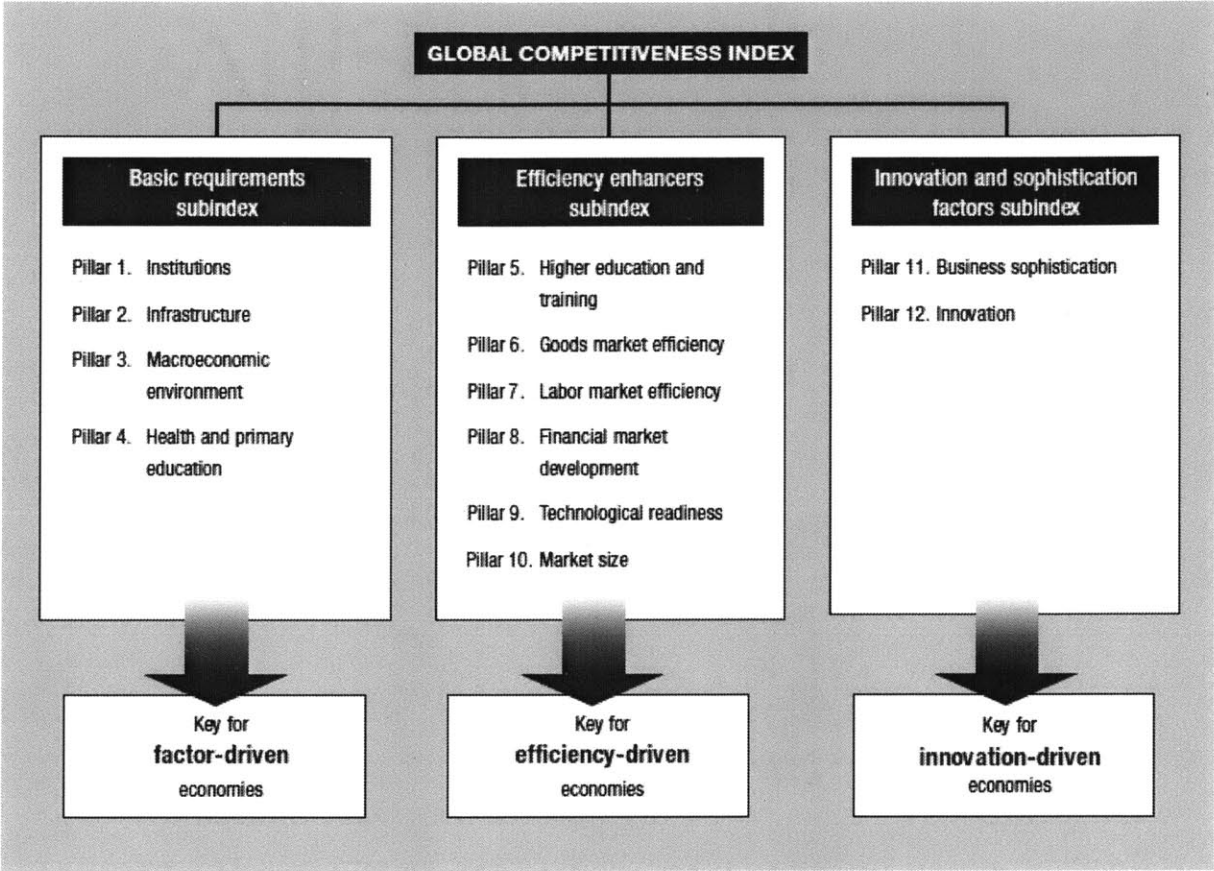 GLOBAL COMPETITIVENESS INDEX
Basic requirements
subindex
Pillar 1. Institutions
Pillar 2. Infrastructure
Pillar 3. Macroeconomic
environment
Pillar 4. Health and primary
education
Key for
factor-driven
economies
Efficiency enhancers
subindex
Pillar 5. Higher education and
training
Pillar 6. Goods market efficiency
Pillar 7. Labor market efficiency
Pillar 8. Financial market
development
Pillar 9. Technological readiness
Pillar 10. Market size
Key for
efficiency-driven
economies
Innovation and sophistication
factors subindex
Pillar 11. Business sophistication
Pillar 12. Innovation
Key for
innovation-driven
economies